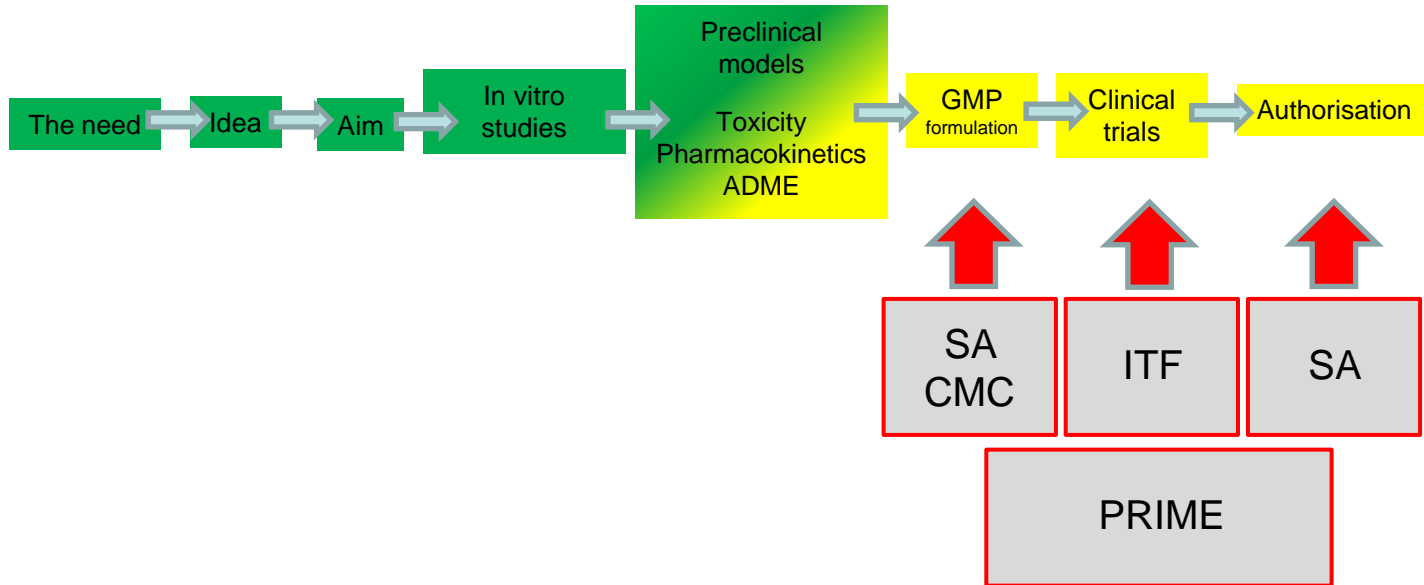 The need
Idea
Aim
In vitro
studies
Preclinical
models
Toxicity
Pharmacokinetics
ADME
GMP
formulation
Clinical
trials
Authorisation
SA
CMC
ITF
SA
PRIME